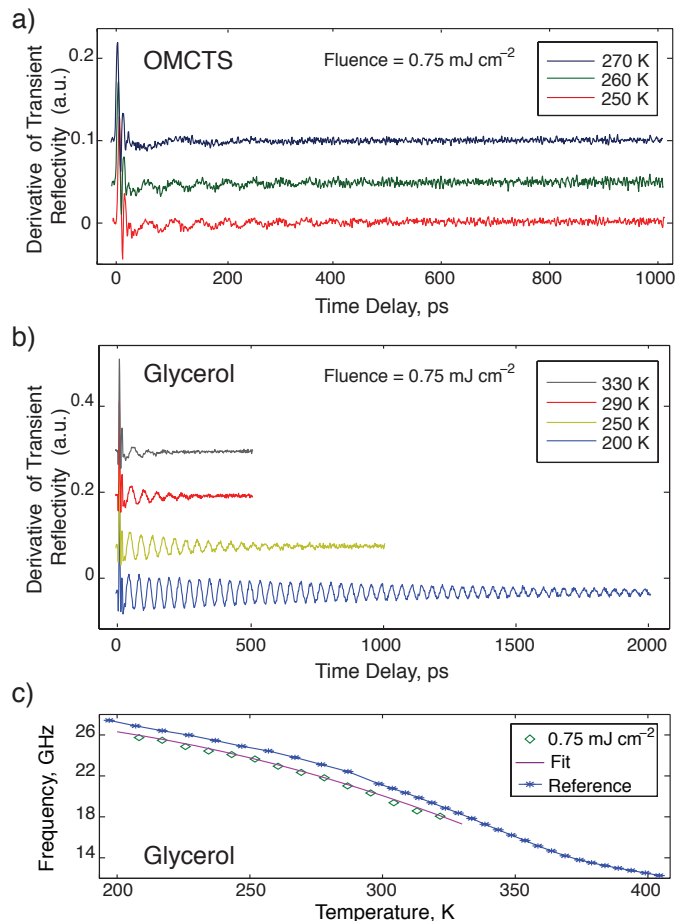 a)
OMCTS
Fluence = 0.75 mJ cm⁻²
270 K
260 K
250 K
Derivative of Transient
Reflectivity (a.u.)
0.2
0.1
0
0
200
400
600
800
1000
Time Delay, ps
b)
Glycerol
Fluence = 0.75 mJ cm⁻²
330 K
290 K
250 K
200 K
Derivative of Transient
Reflectivity (a.u.)
0.4
0.2
0
0
500
1000
1500
2000
Time Delay, ps
c)
0.75 mJ cm⁻²
Fit
Reference
Frequency, GHz
26
22
18
14
Glycerol
200
250
300
350
400
Temperature, K